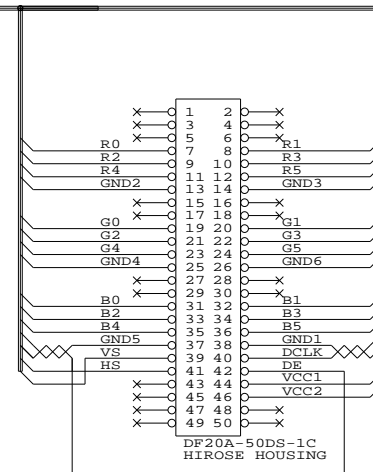 1 2
3 4
5 6
R0 7 8 R1
R2 9 10 R3
R4 11 12 R5
GND2 13 14 GND3
15 16
17 18
G0 19 20 G1
G2 21 22 G3
G4 23 24 G5
GND4 25 26 GND6
27 28
29 30
B0 31 32 B1
B2 33 34 B3
B4 35 36 B5
GND5 37 38 GND1
VS 39 40 DCLK
HS 41 42 DE
43 44 VCC1
45 46 VCC2
47 48
49 50
DF20A-50DS-1C
HIROSE HOUSING